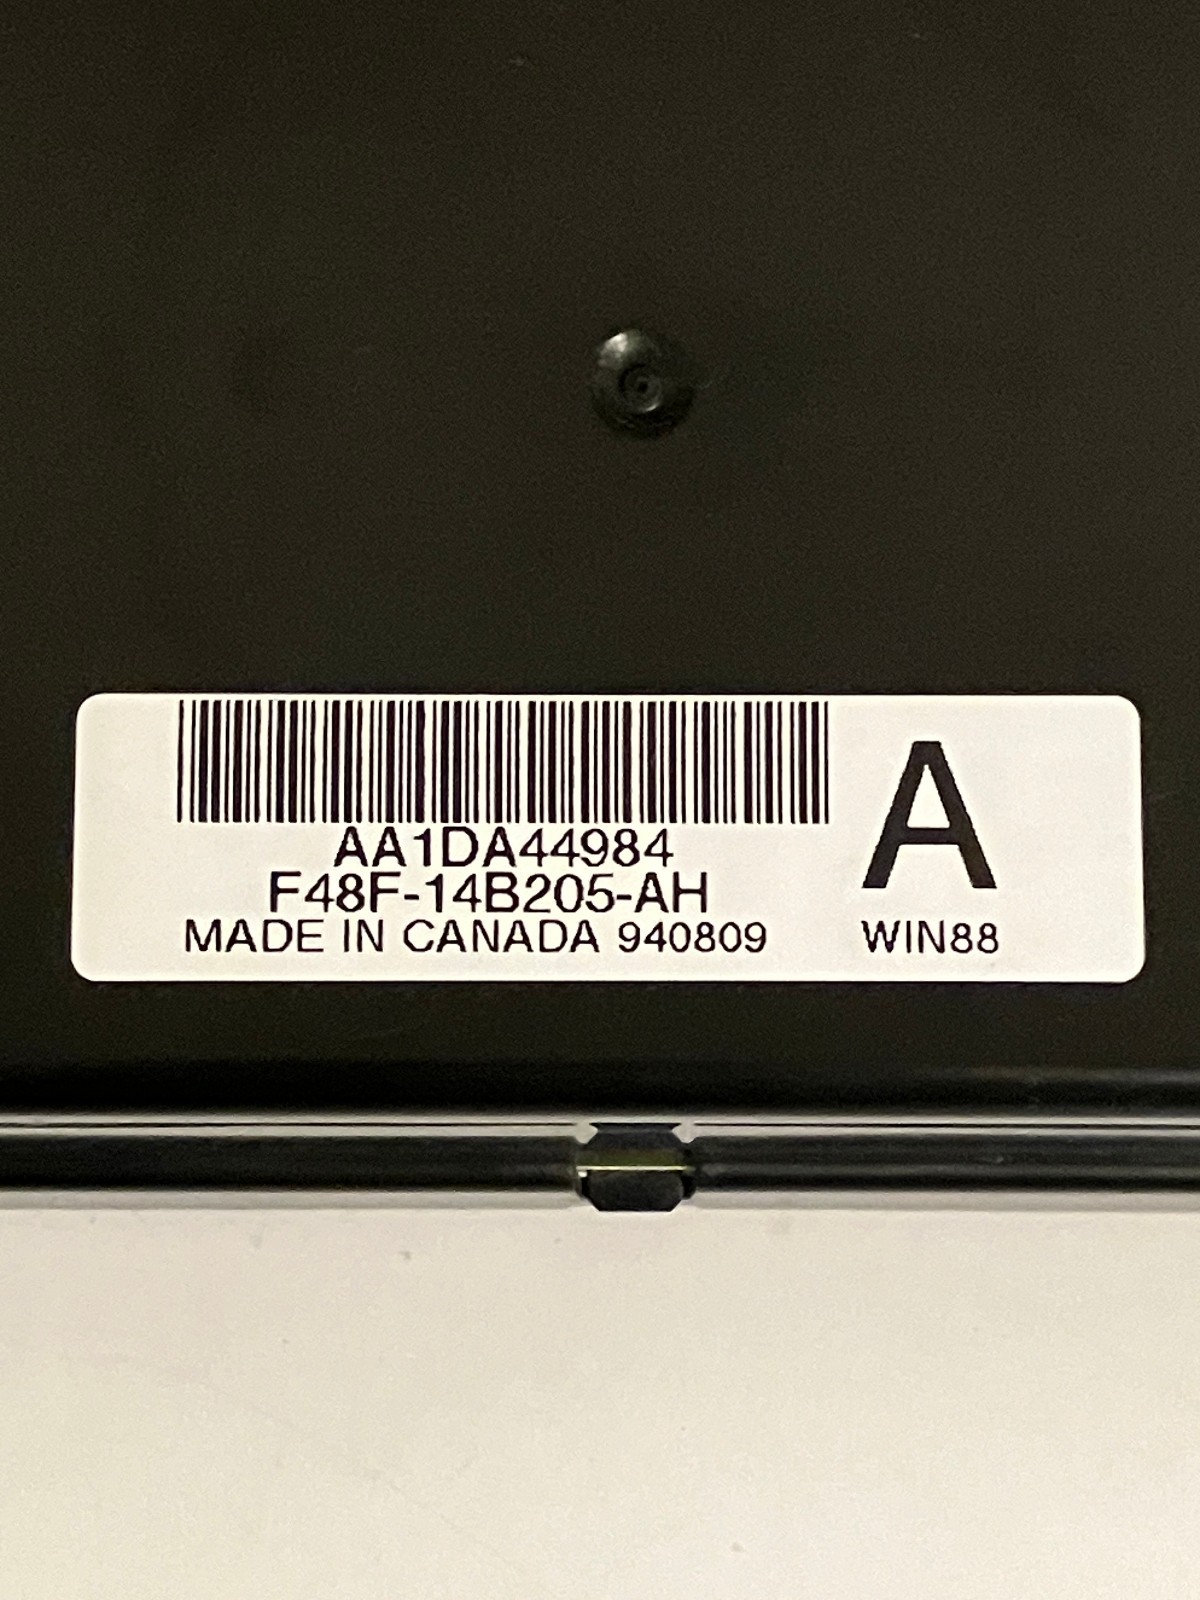 AA1DA44984
F48F-14B205-AH
MADE IN CANADA 940809
A
WIN88